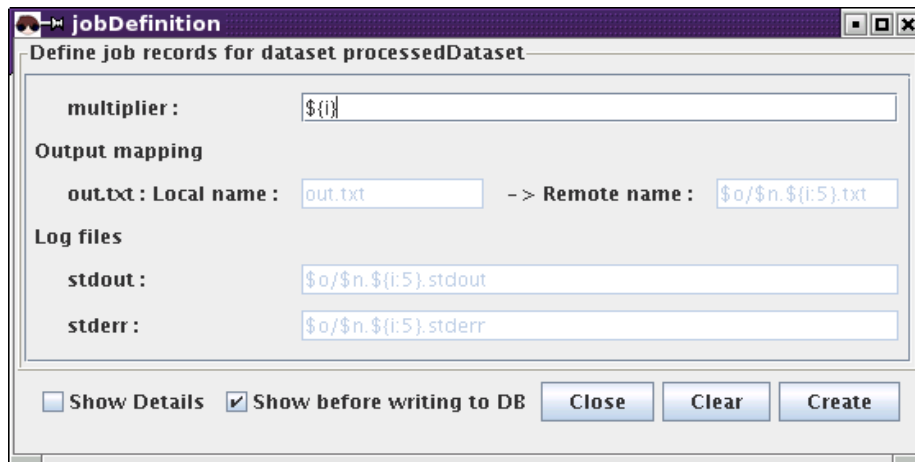 jobDefinition
Define job records for dataset processedDataset
multiplier : ${i}
Output mapping
out.txt : Local name : out.txt -> Remote name : $o/$n.${i:5}.txt
Log files
stdout : $o/$n.${i:5}.stdout
stderr : $o/$n.${i:5}.stderr
Show Details Show before writing to DB Close Clear Create